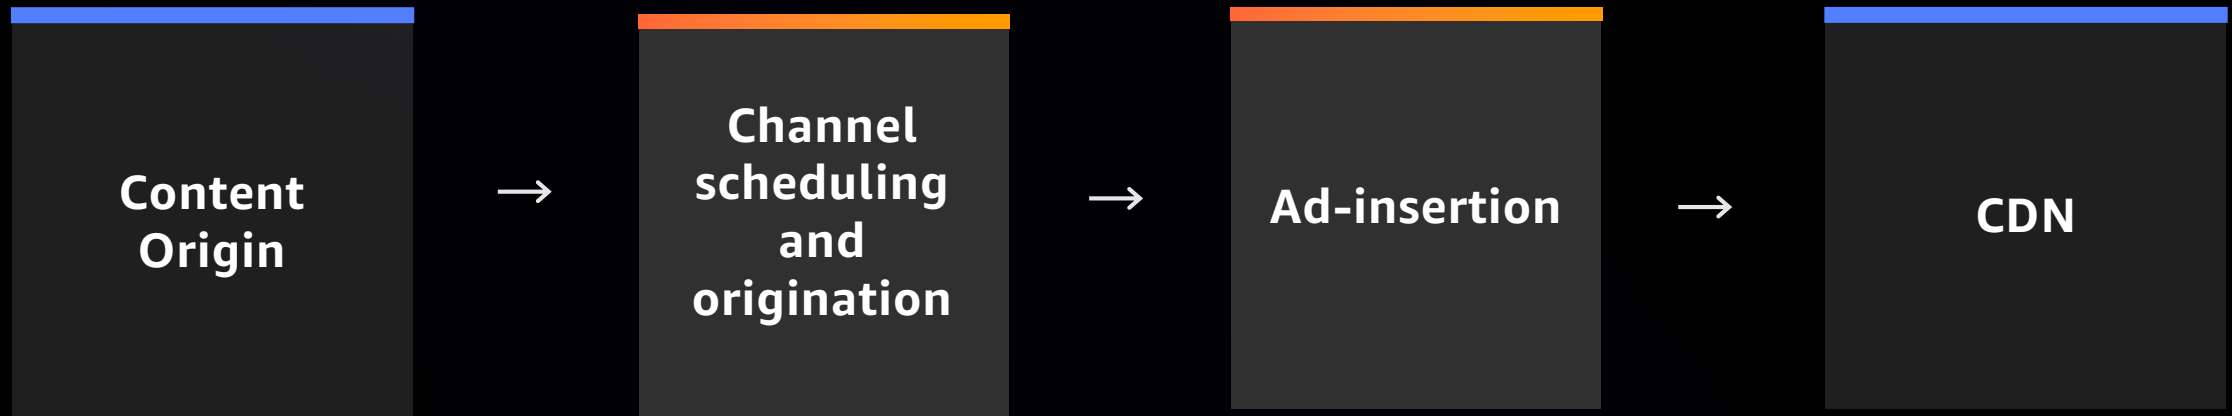 Content
Origin
Channel
scheduling
and
origination
Ad-insertion
CDN